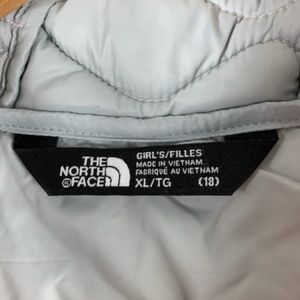 THE
NORTH
FACE
GIRL'S/FILLES
MADE IN VIETNAM
FABRIQUÉ AU VIETNAM
XL/TG (18)